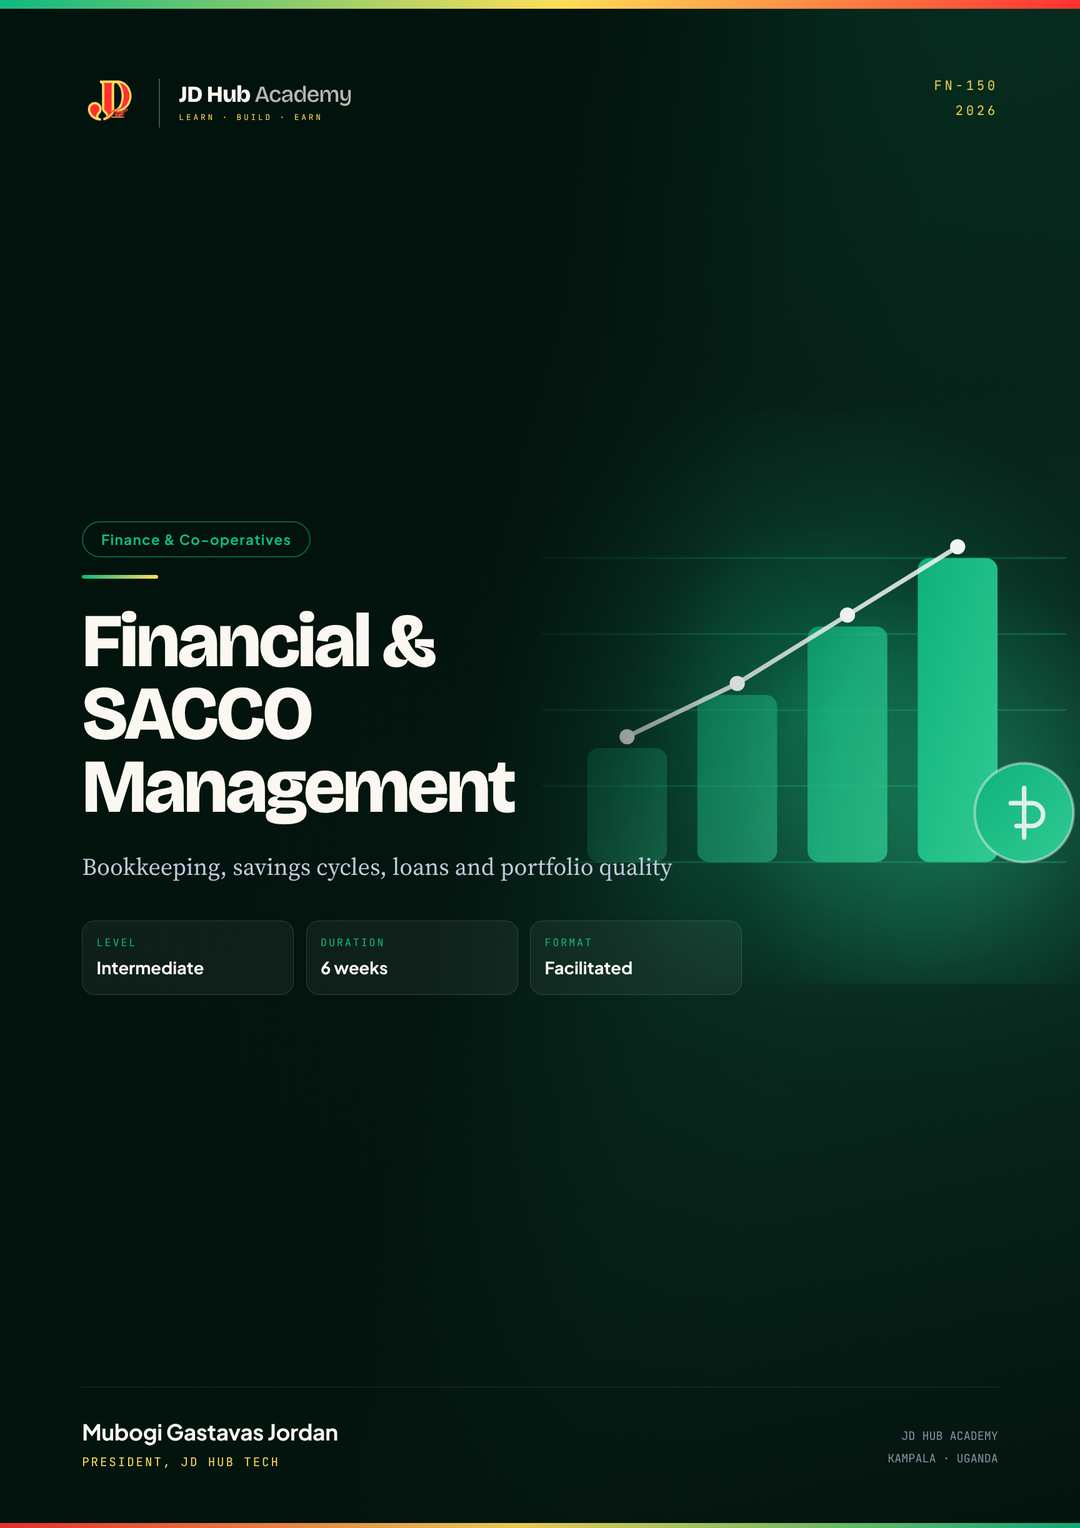 JD
JD Hub Academy
LEARN · BUILD · EARN
FN-150
2026
Finance & Co-operatives
Financial &
SACCO
Management
Bookkeeping, savings cycles, loans and portfolio quality
LEVEL
Intermediate
DURATION
6 weeks
FORMAT
Facilitated
Mubogi Gastavas Jordan
PRESIDENT, JD HUB TECH
JD HUB ACADEMY
KAMPALA · UGANDA